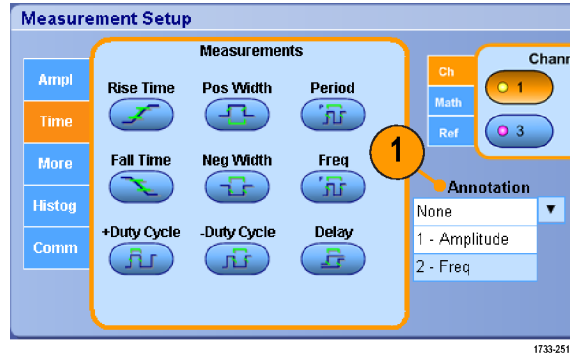 Measurement Setup
Measurements
Chann
Ampl
Time
More
Histog
Comm
Rise Time
Pos Width
Period
Fall Time
Neg Width
Freq
+Duty Cycle
-Duty Cycle
Delay
Ch
Math
Ref
1
3
1
Annotation
None
1 - Amplitude
2 - Freq
1733-251